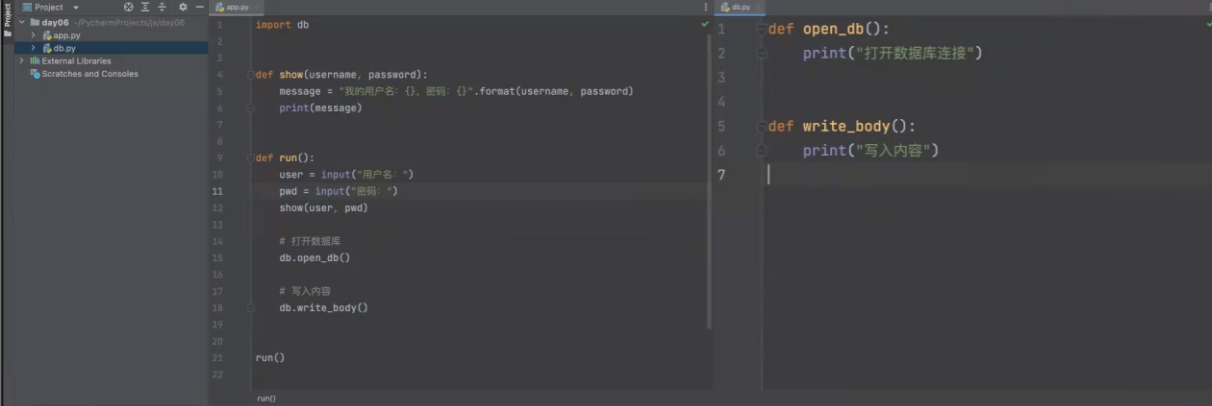 Project
Project
day06 ~/PycharmProjects/jx/day06
app.py
db.py
External Libraries
Scratches and Consoles
app.py
1 import db
2
3
4 def show(username, password):
5 message = "我的用户名：{}、密码：{}".format(username, password)
6 print(message)
7
8
9 def run():
10 user = input("用户名：")
11 pwd = input("密码：")
12 show(user, pwd)
13
14 # 打开数据库
15 db.open_db()
16
17 # 写入内容
18 db.write_body()
19
20
21 run()
22
run()
db.py
1 def open_db():
2 print("打开数据库连接")
3
4
5 def write_body():
6 print("写入内容")
7